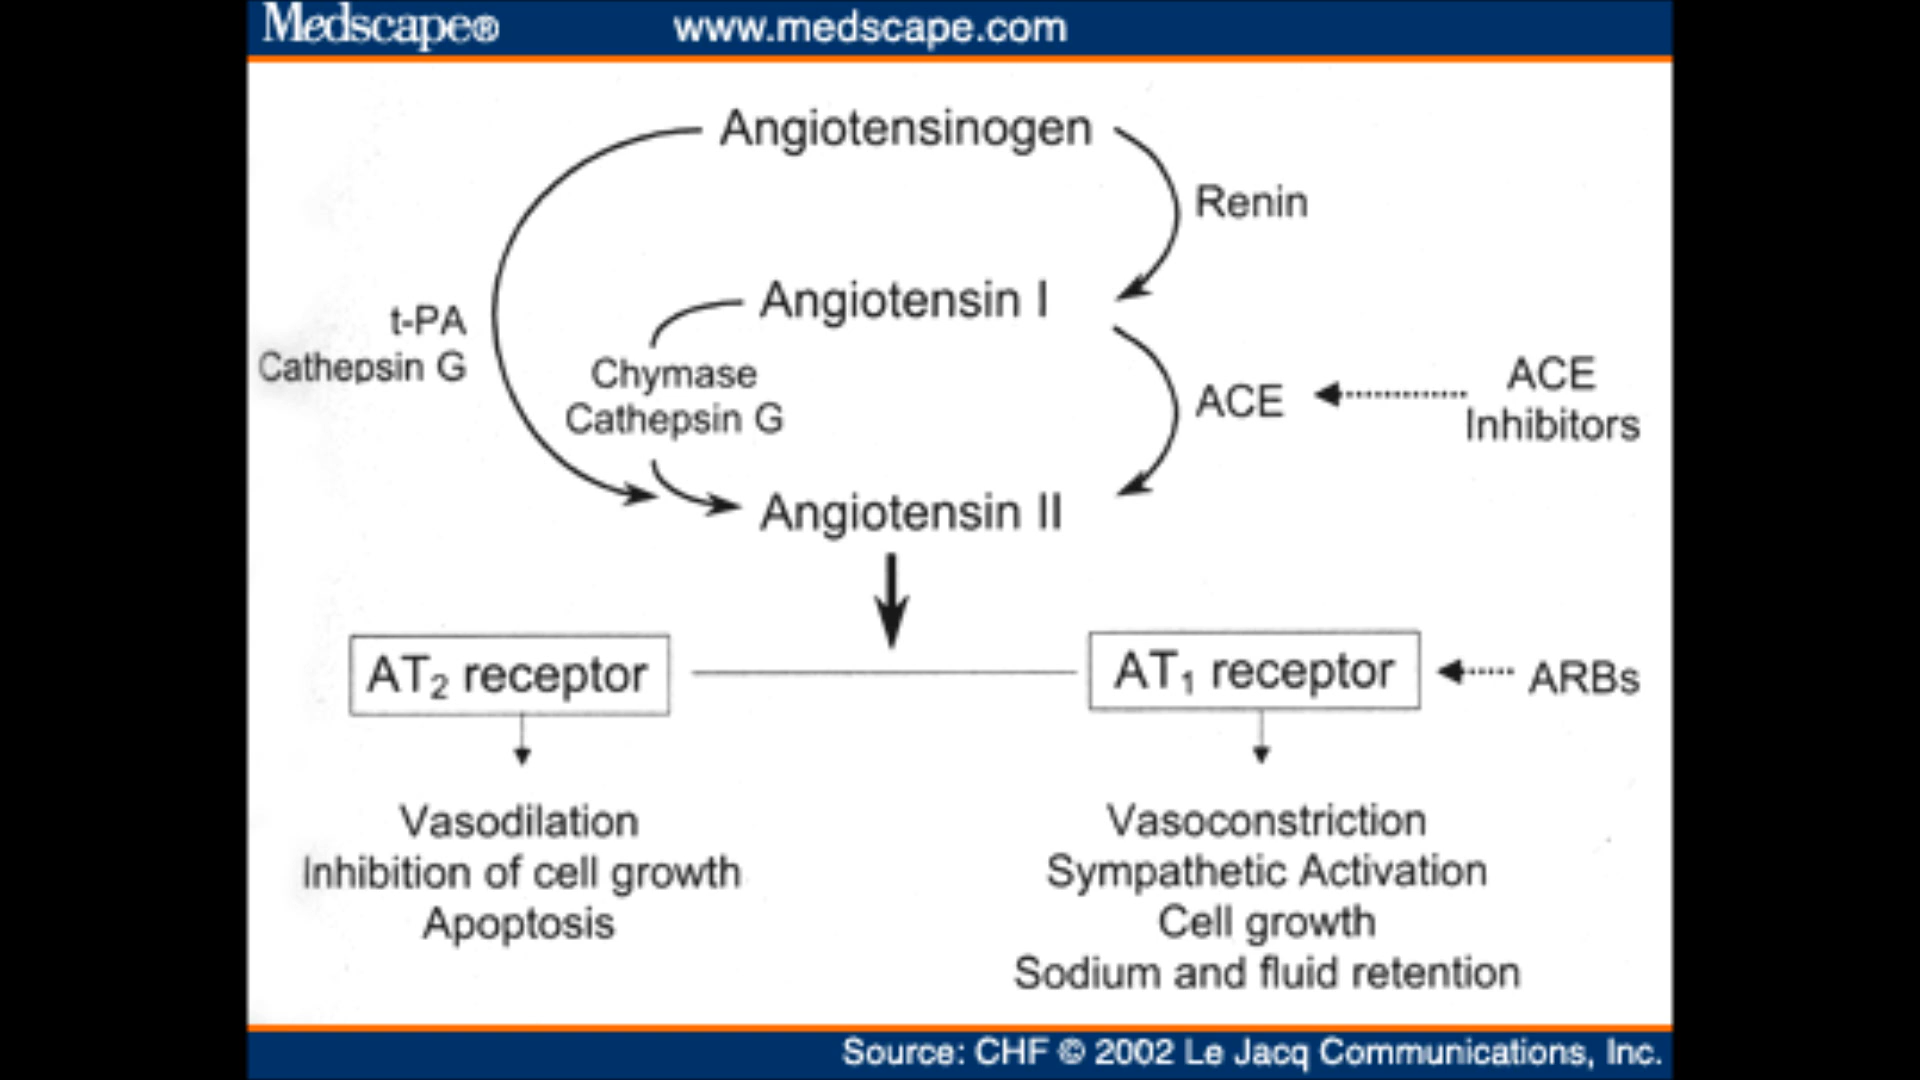 Medscape® www.medscape.com
Angiotensinogen
Renin
Angiotensin I
t-PA
Cathepsin G
Chymase
Cathepsin G
ACE
ACE
Inhibitors
Angiotensin II
AT₂ receptor
AT₁ receptor
ARBs
Vasodilation
Inhibition of cell growth
Apoptosis
Vasoconstriction
Sympathetic Activation
Cell growth
Sodium and fluid retention
Source: CHF © 2002 Le Jacq Communications, Inc.